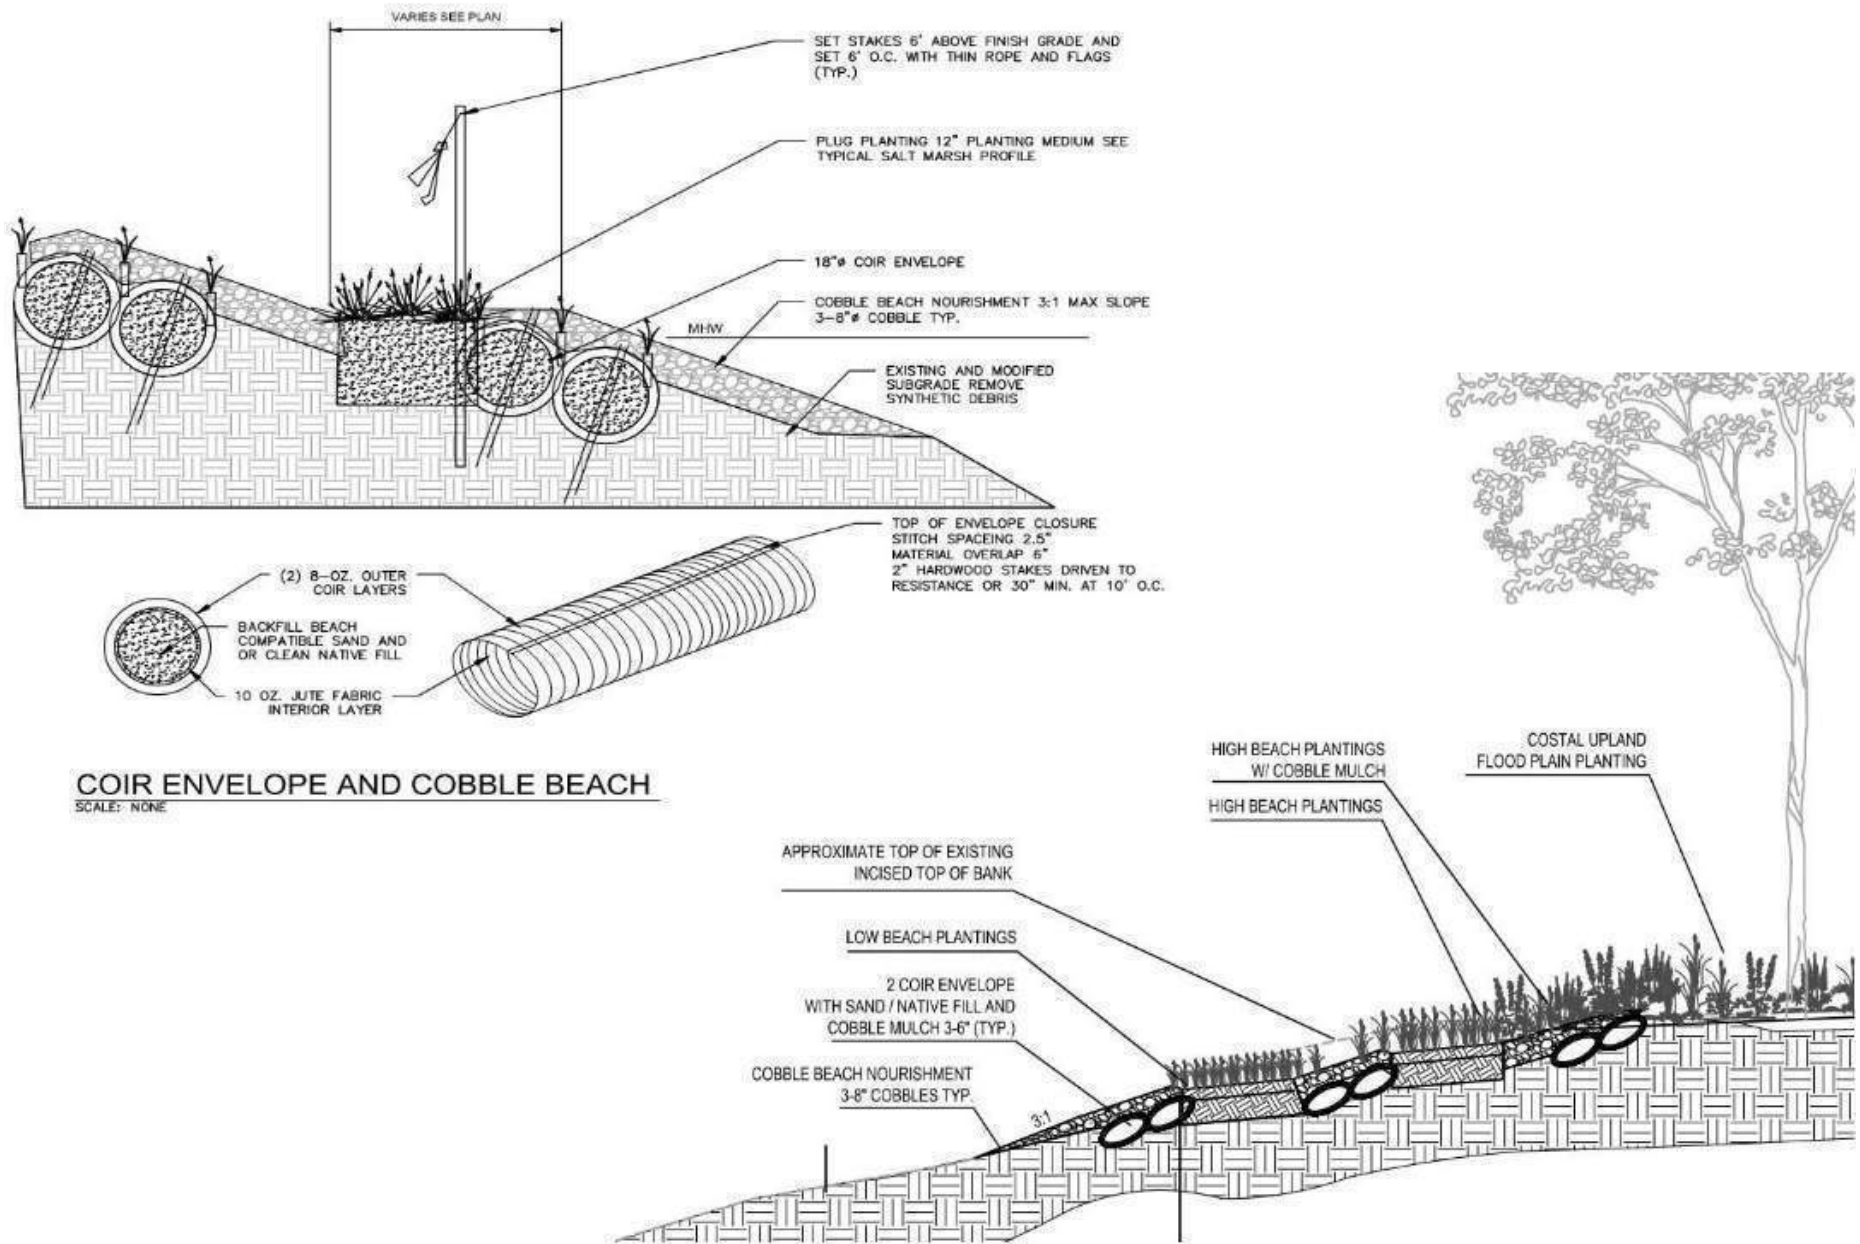 VARIES SEE PLAN
SET STAKES 6' ABOVE FINISH GRADE AND
SET 6' O.C. WITH THIN ROPE AND FLAGS
(TYP.)
PLUG PLANTING 12" PLANTING MEDIUM SEE
TYPICAL SALT MARSH PROFILE
18"ø COIR ENVELOPE
COBBLE BEACH NOURISHMENT 3:1 MAX SLOPE
3-8"ø COBBLE TYP.
MHW
EXISTING AND MODIFIED
SUBGRADE REMOVE
SYNTHETIC DEBRIS
TOP OF ENVELOPE CLOSURE
STITCH SPACEING 2.5"
MATERIAL OVERLAP 6"
2" HARDWOOD STAKES DRIVEN TO
RESISTANCE OR 30" MIN. AT 10' O.C.
(2) 8-OZ. OUTER
COIR LAYERS
BACKFILL BEACH
COMPATIBLE SAND AND
OR CLEAN NATIVE FILL
10 OZ. JUTE FABRIC
INTERIOR LAYER
COIR ENVELOPE AND COBBLE BEACH
SCALE: NONE
HIGH BEACH PLANTINGS
W/ COBBLE MULCH
HIGH BEACH PLANTINGS
COSTAL UPLAND
FLOOD PLAIN PLANTING
APPROXIMATE TOP OF EXISTING
INCISED TOP OF BANK
LOW BEACH PLANTINGS
2 COIR ENVELOPE
WITH SAND / NATIVE FILL AND
COBBLE MULCH 3-6" (TYP.)
COBBLE BEACH NOURISHMENT
3-8" COBBLES TYP.
3:1